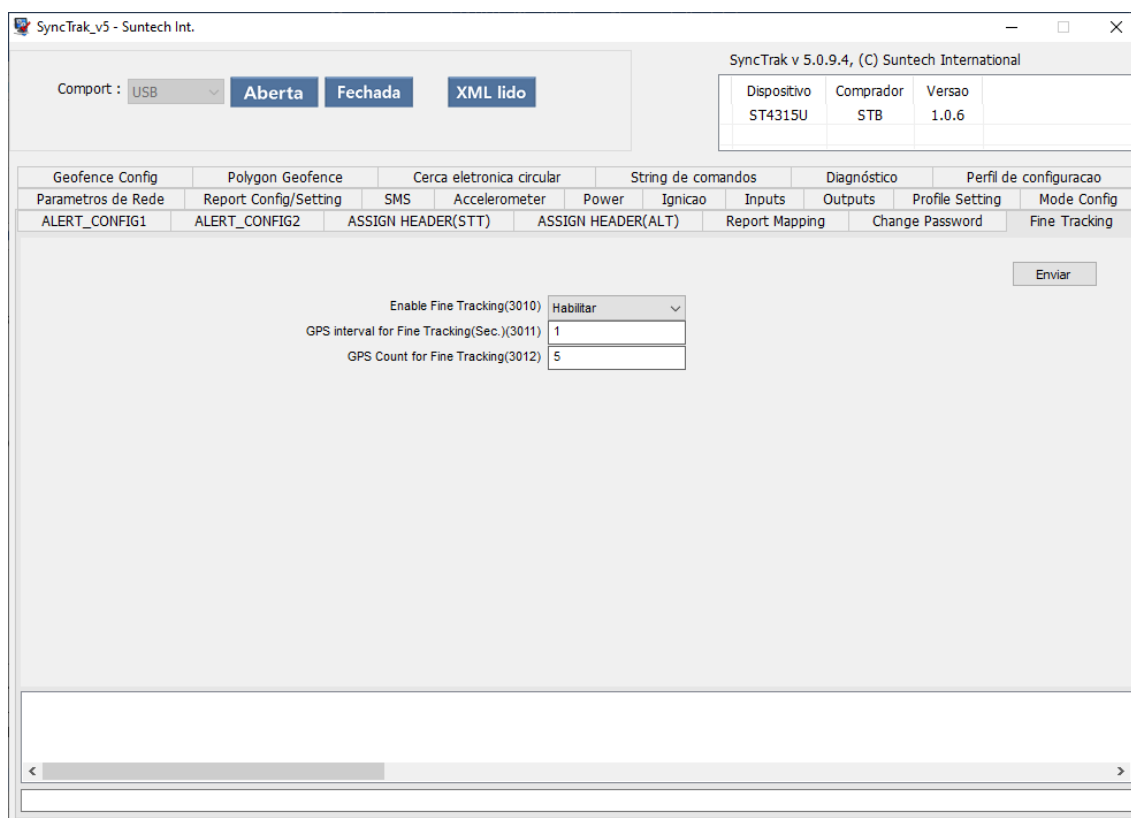 SyncTrak_v5 - Suntech Int.
SyncTrak v 5.0.9.4, (C) Suntech International
Comport : USB Aberta Fechada XML lido
Dispositivo Comprador Versao
ST4315U STB 1.0.6
Geofence Config Polygon Geofence Cerca eletronica circular String de comandos Diagnóstico Perfil de configuracao
Parametros de Rede Report Config/Setting SMS Accelerometer Power Ignicao Inputs Outputs Profile Setting Mode Config
ALERT_CONFIG1 ALERT_CONFIG2 ASSIGN HEADER(STT) ASSIGN HEADER(ALT) Report Mapping Change Password Fine Tracking
Enviar
Enable Fine Tracking(3010) Habilitar
GPS interval for Fine Tracking(Sec.)(3011) 1
GPS Count for Fine Tracking(3012) 5